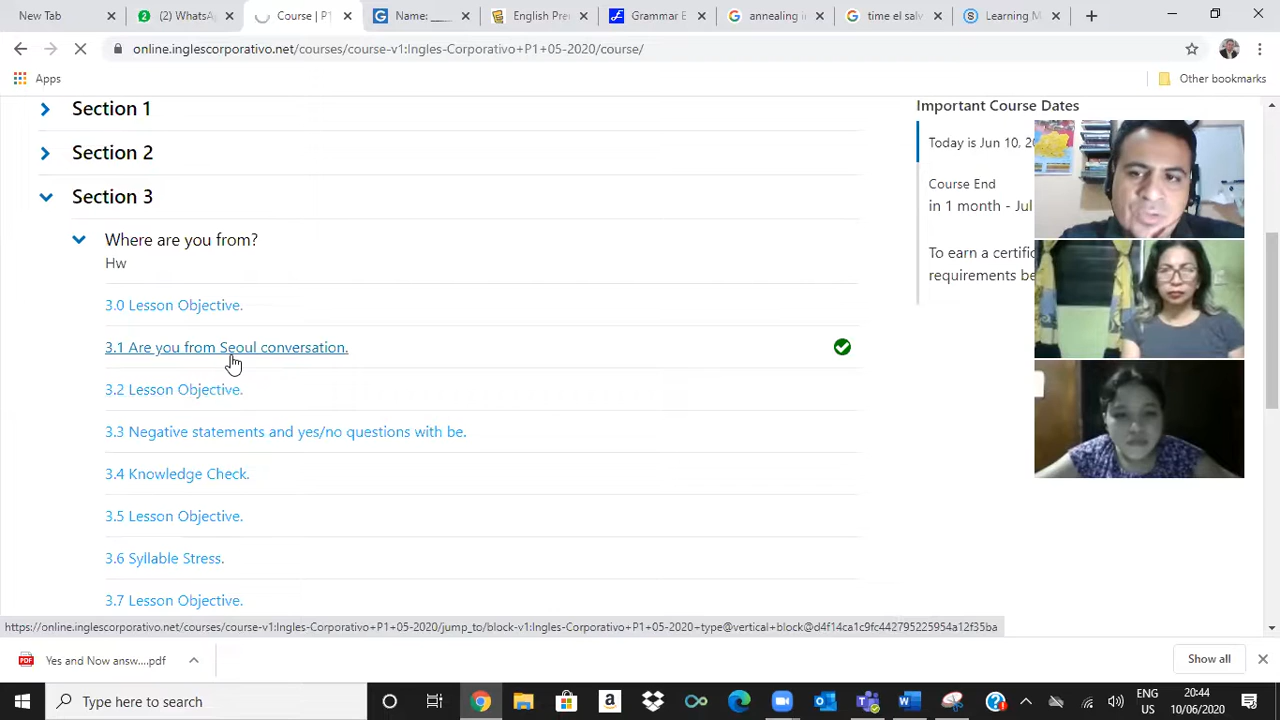 New Tab
(2) WhatsA
Course | P1
Name: ____
English Pre
Grammar E
annealing i
time el salv
Learning M
online.inglescorporativo.net/courses/course-v1:Ingles-Corporativo+P1+05-2020/course/
Apps
Other bookmarks
Section 1
Important Course Dates
Today is Jun 10, 20
Section 2
Course End
in 1 month - Jul
Section 3
Where are you from?
Hw
To earn a certific
requirements be
3.0 Lesson Objective.
3.1 Are you from Seoul conversation.
3.2 Lesson Objective.
3.3 Negative statements and yes/no questions with be.
3.4 Knowledge Check.
3.5 Lesson Objective.
3.6 Syllable Stress.
3.7 Lesson Objective.
https://online.inglescorporativo.net/courses/course-v1:Ingles-Corporativo+P1+05-2020/jump_to/block-v1:Ingles-Corporativo+P1+05-2020+type@vertical+block@d4f14ca1c9fc442795225954a12f35ba
Yes and Now answ....pdf
Show all
Type here to search
ENG
US
20:44
10/06/2020